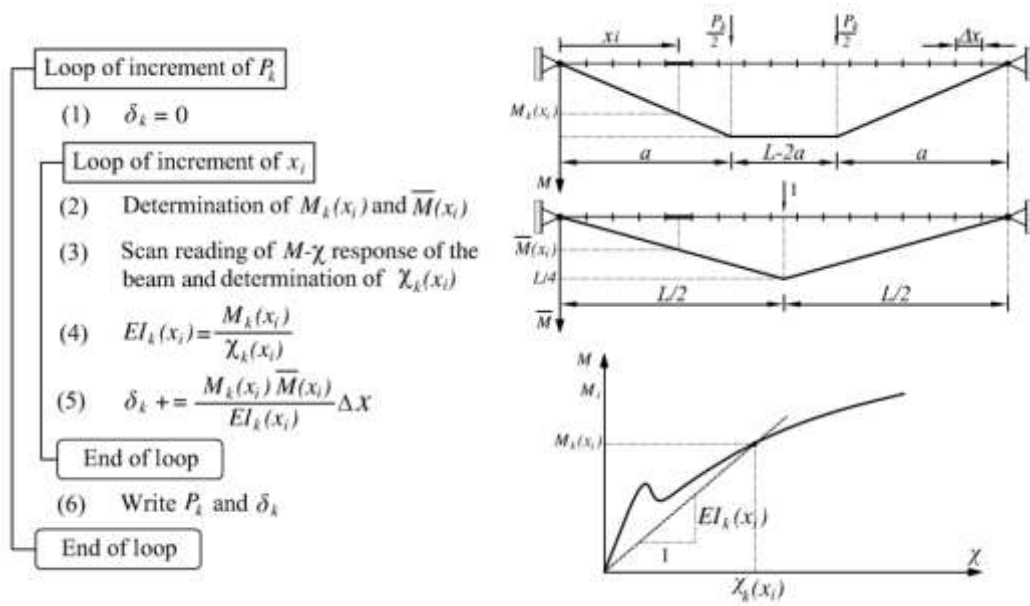 Loop of increment of P_k
(1) δ_k = 0
Loop of increment of x_i
(2) Determination of M_k(x_i) and M̅(x_i)
(3) Scan reading of M-χ response of the
beam and determination of χ_k(x_i)
(4) EI_k(x_i) = M_k(x_i) / χ_k(x_i)
(5) δ_k += M_k(x_i) M̅(x_i) / EI_k(x_i) Δx
End of loop
(6) Write P_k and δ_k
End of loop
P_k/2
P_k/2
xi
Δx
M_k(x_i)
a
L-2a
a
M
1
M̅(x_i)
L/4
L/2
L/2
M̅
M
M_i
M_k(x_i)
EI_k(x_i)
1
χ
χ_k(x_i)